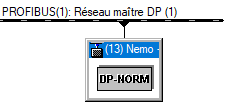 PROFIBUS(1): Réseau maître DP (1)
(13) Nemo -
DP-NORM